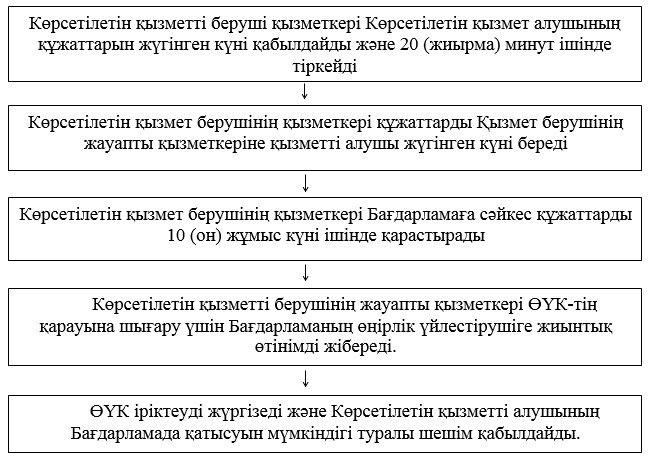 Көрсетілетін қызметті беруші қызметкері Көрсетілетін қызмет алушының
құжаттарын жүгінген күні қабылдайды және 20 (жиырма) минут ішінде
тіркейді
Көрсетілетін қызмет берушінің қызметкері құжаттарды Қызмет берушінің
жауапты қызметкеріне қызметті алушы жүгінген күні береді
Көрсетілетін қызмет берушінің қызметкері Бағдарламаға сәйкес құжаттарды
10 (он) жұмыс күні ішінде қарастырады
Көрсетілетін қызметті берушінің жауапты қызметкері ӨҮК-тің
қарауына шығару үшін Бағдарламаның өңірлік үйлестірушіге жиынтық
өтінімді жібереді.
ӨҮК іріктеуді жүргізеді және Көрсетілетін қызметті алушының
Бағдарламада қатысуын мүмкіндігі туралы шешім қабылдайды.